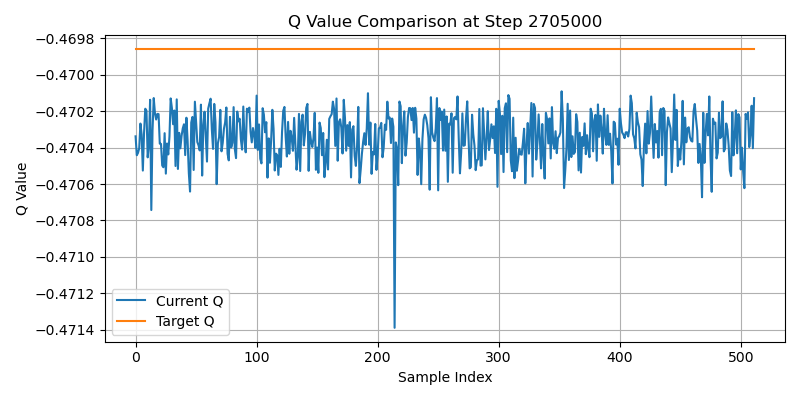 Q Value Comparison at Step 2705000
Q Value
−0.4698
−0.4700
−0.4702
−0.4704
−0.4706
−0.4708
−0.4710
−0.4712
−0.4714
Current Q
Target Q
0 100 200 300 400 500
Sample Index